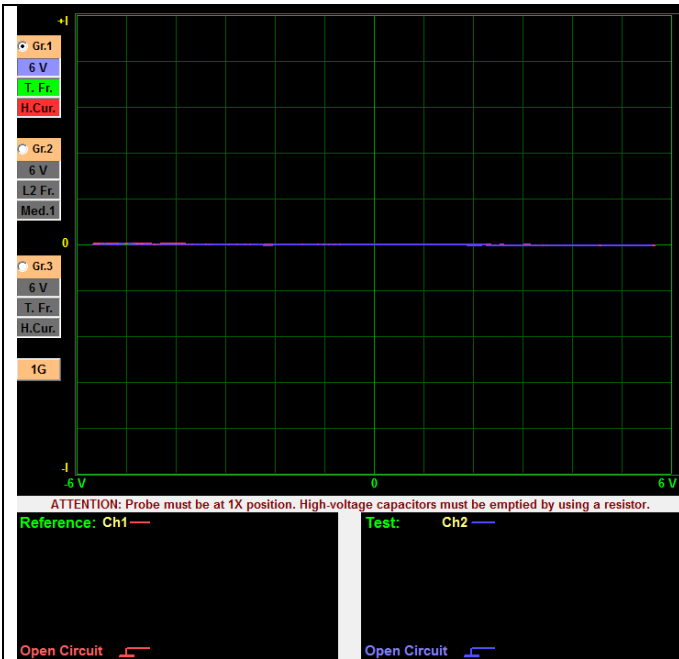 +I
Gr.1
6 V
T. Fr.
H.Cur.
Gr.2
6 V
L2 Fr.
Med.1
0
Gr.3
6 V
T. Fr.
H.Cur.
1G
-I
-6 V 0 6 V
ATTENTION: Probe must be at 1X position. High-voltage capacitors must be emptied by using a resistor.
Reference: Ch1
Test: Ch2
Open Circuit
Open Circuit